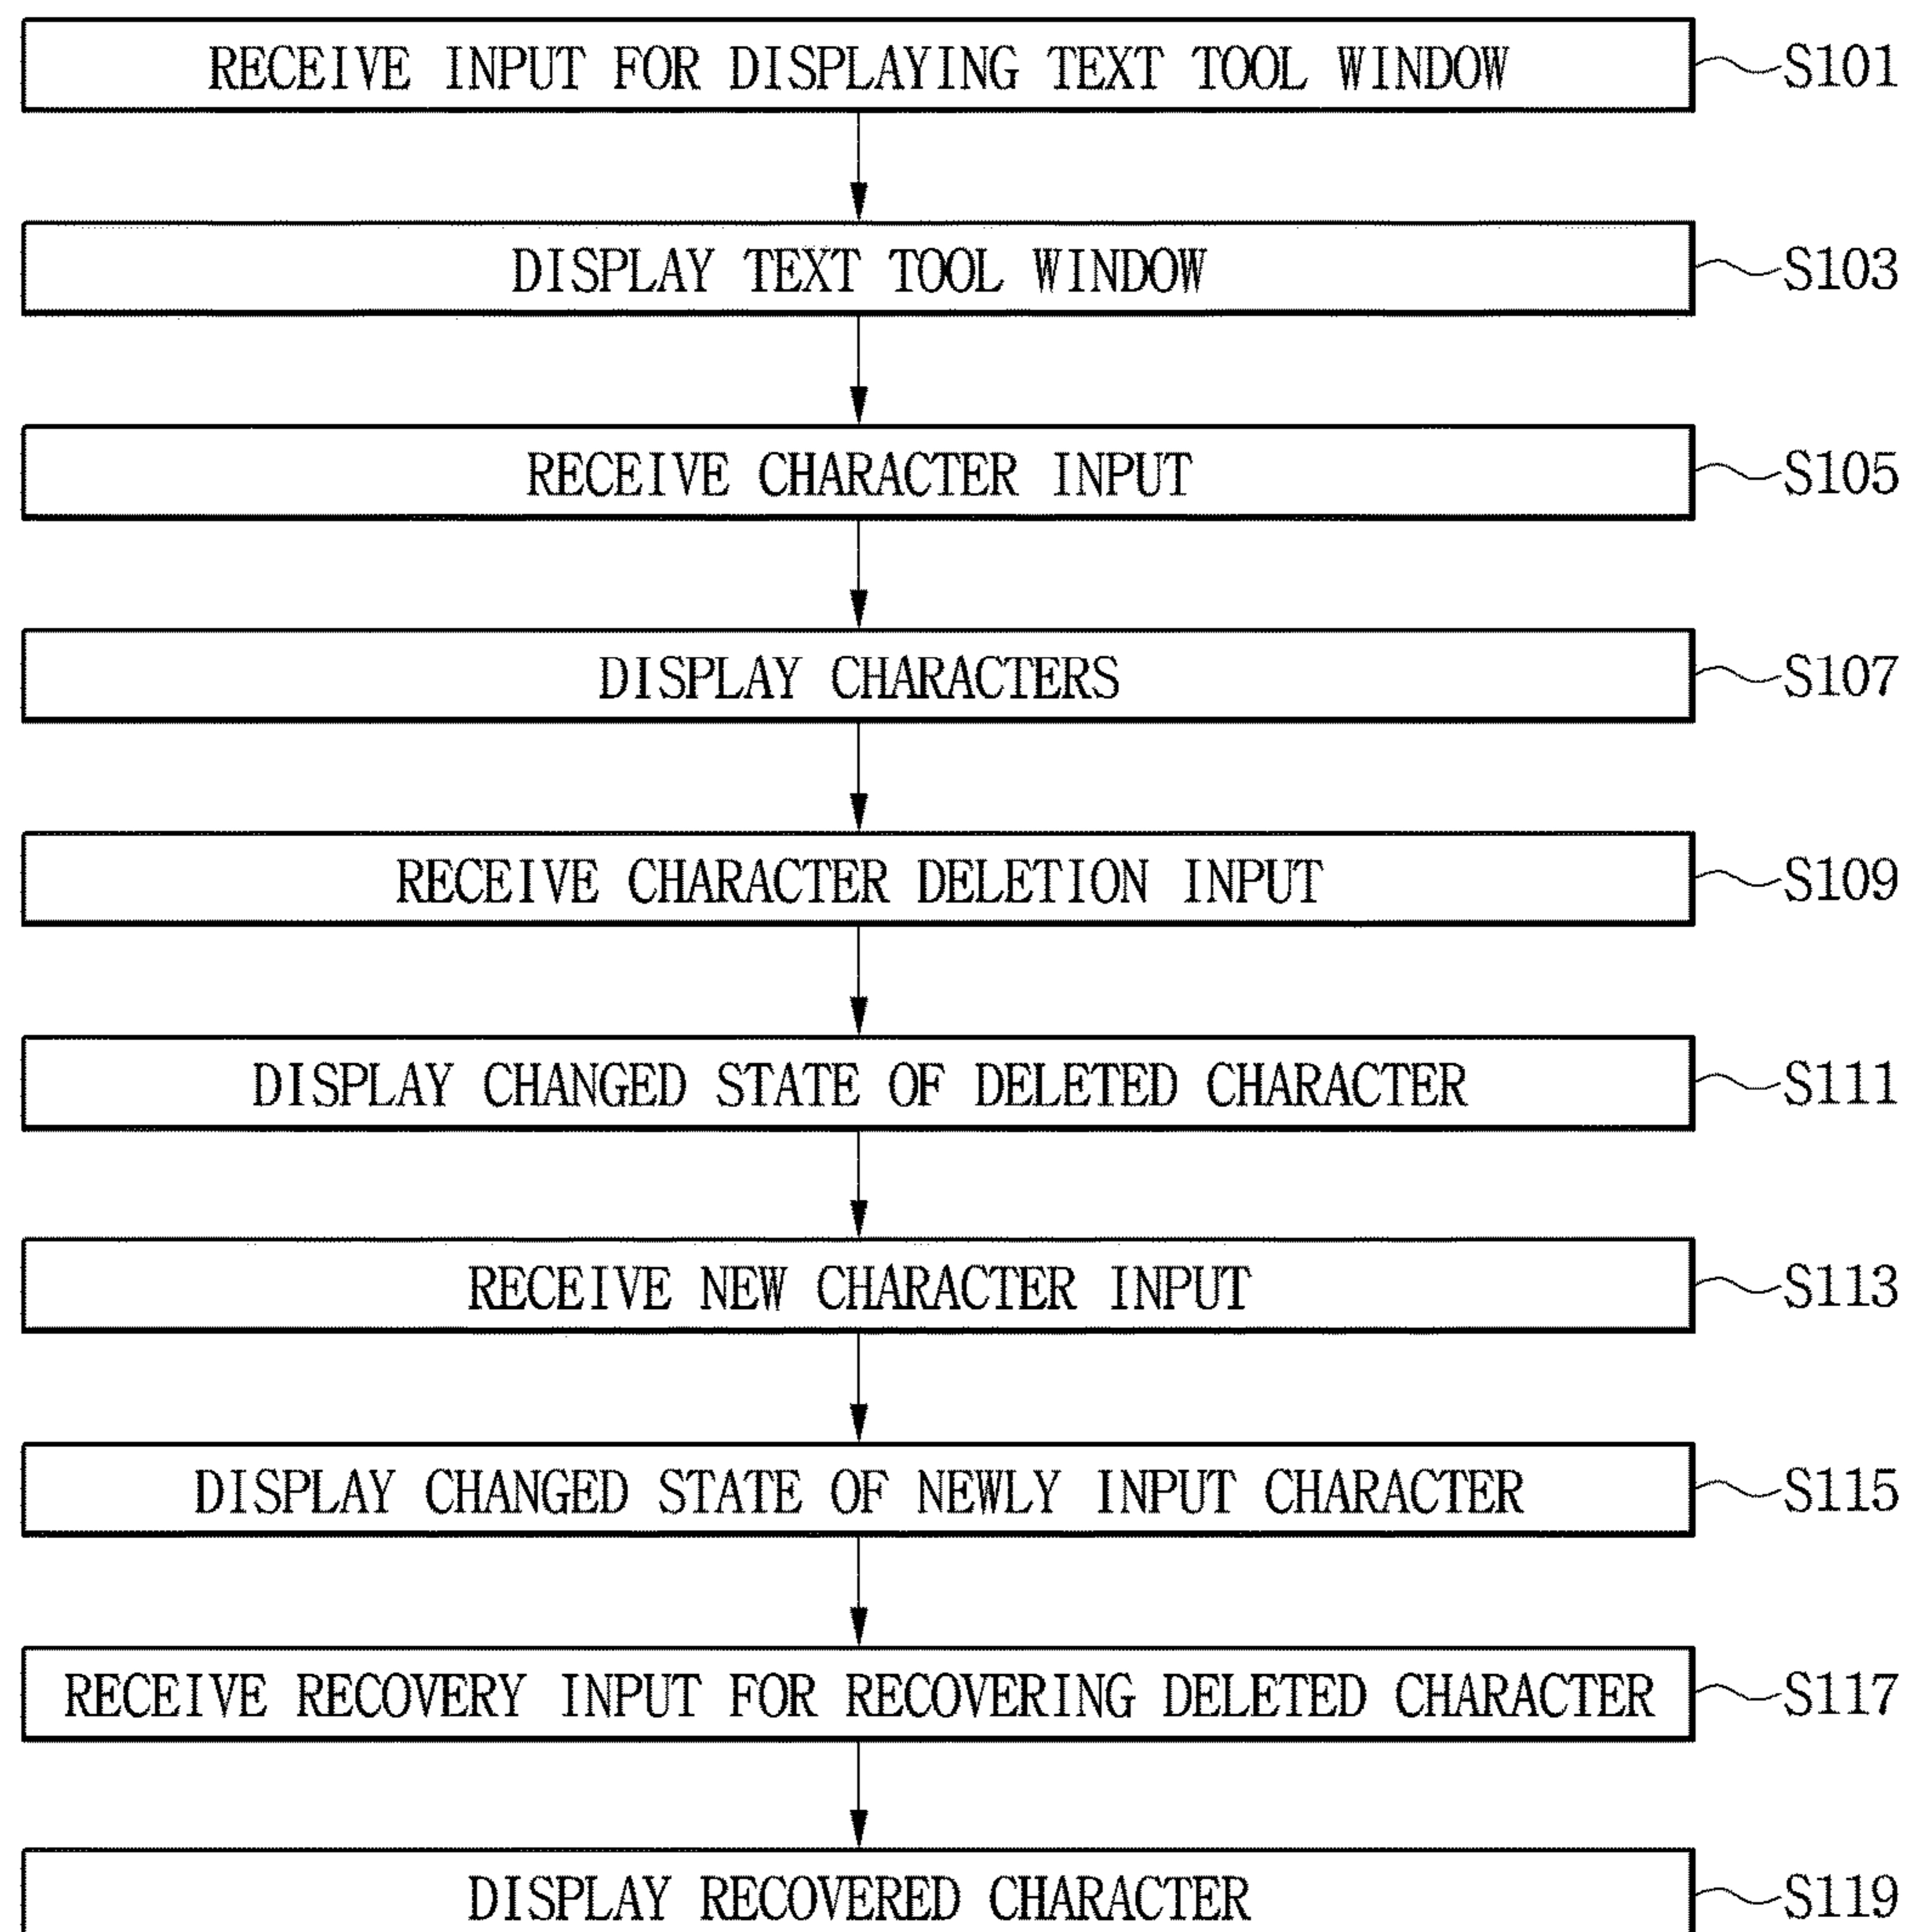 RECEIVE INPUT FOR DISPLAYING TEXT TOOL WINDOW S101
DISPLAY TEXT TOOL WINDOW S103
RECEIVE CHARACTER INPUT S105
DISPLAY CHARACTERS S107
RECEIVE CHARACTER DELETION INPUT S109
DISPLAY CHANGED STATE OF DELETED CHARACTER S111
RECEIVE NEW CHARACTER INPUT S113
DISPLAY CHANGED STATE OF NEWLY INPUT CHARACTER S115
RECEIVE RECOVERY INPUT FOR RECOVERING DELETED CHARACTER S117
DISPLAY RECOVERED CHARACTER S119